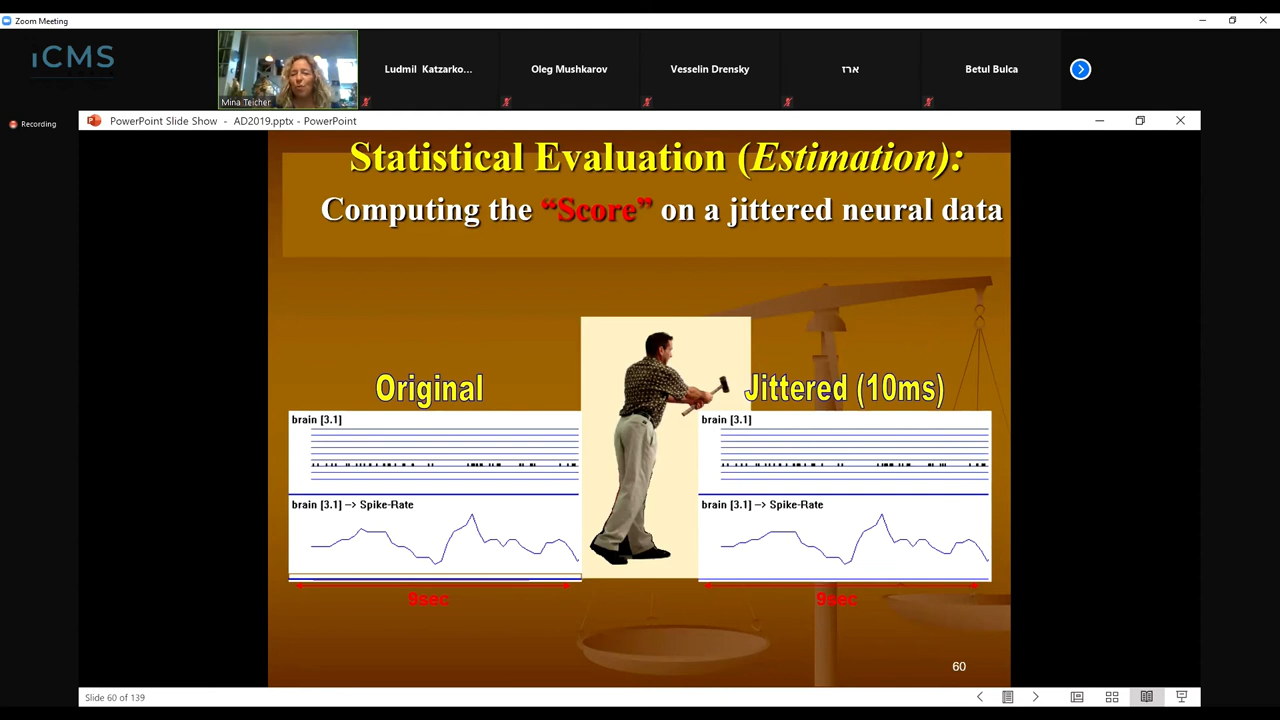 Zoom Meeting
iCMS
Mina Teicher
Ludmil Katzarko...
Oleg Mushkarov
Vesselin Drensky
ארז
Betul Bulca
Recording
PowerPoint Slide Show - AD2019.pptx - PowerPoint
Statistical Evaluation (Estimation):
Computing the “Score” on a jittered neural data
Original
Jittered (10ms)
brain [3.1]
brain [3.1]
brain [3.1] --> Spike-Rate
brain [3.1] --> Spike-Rate
9sec
9sec
60
Slide 60 of 139